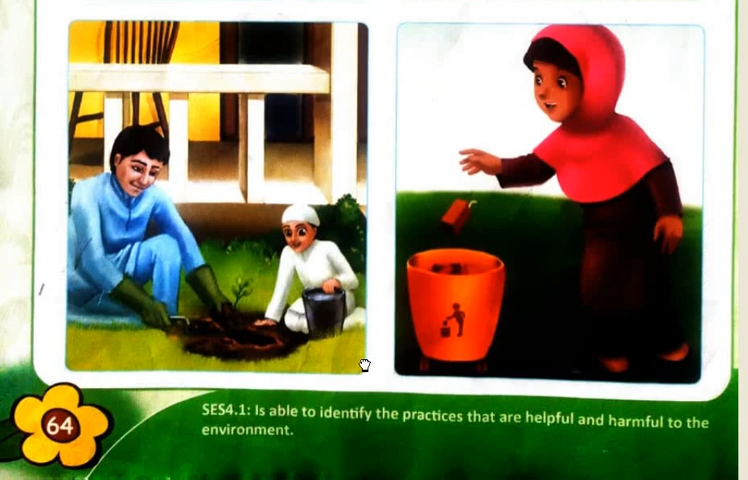 64
SES4.1: Is able to identify the practices that are helpful and harmful to the
environment.